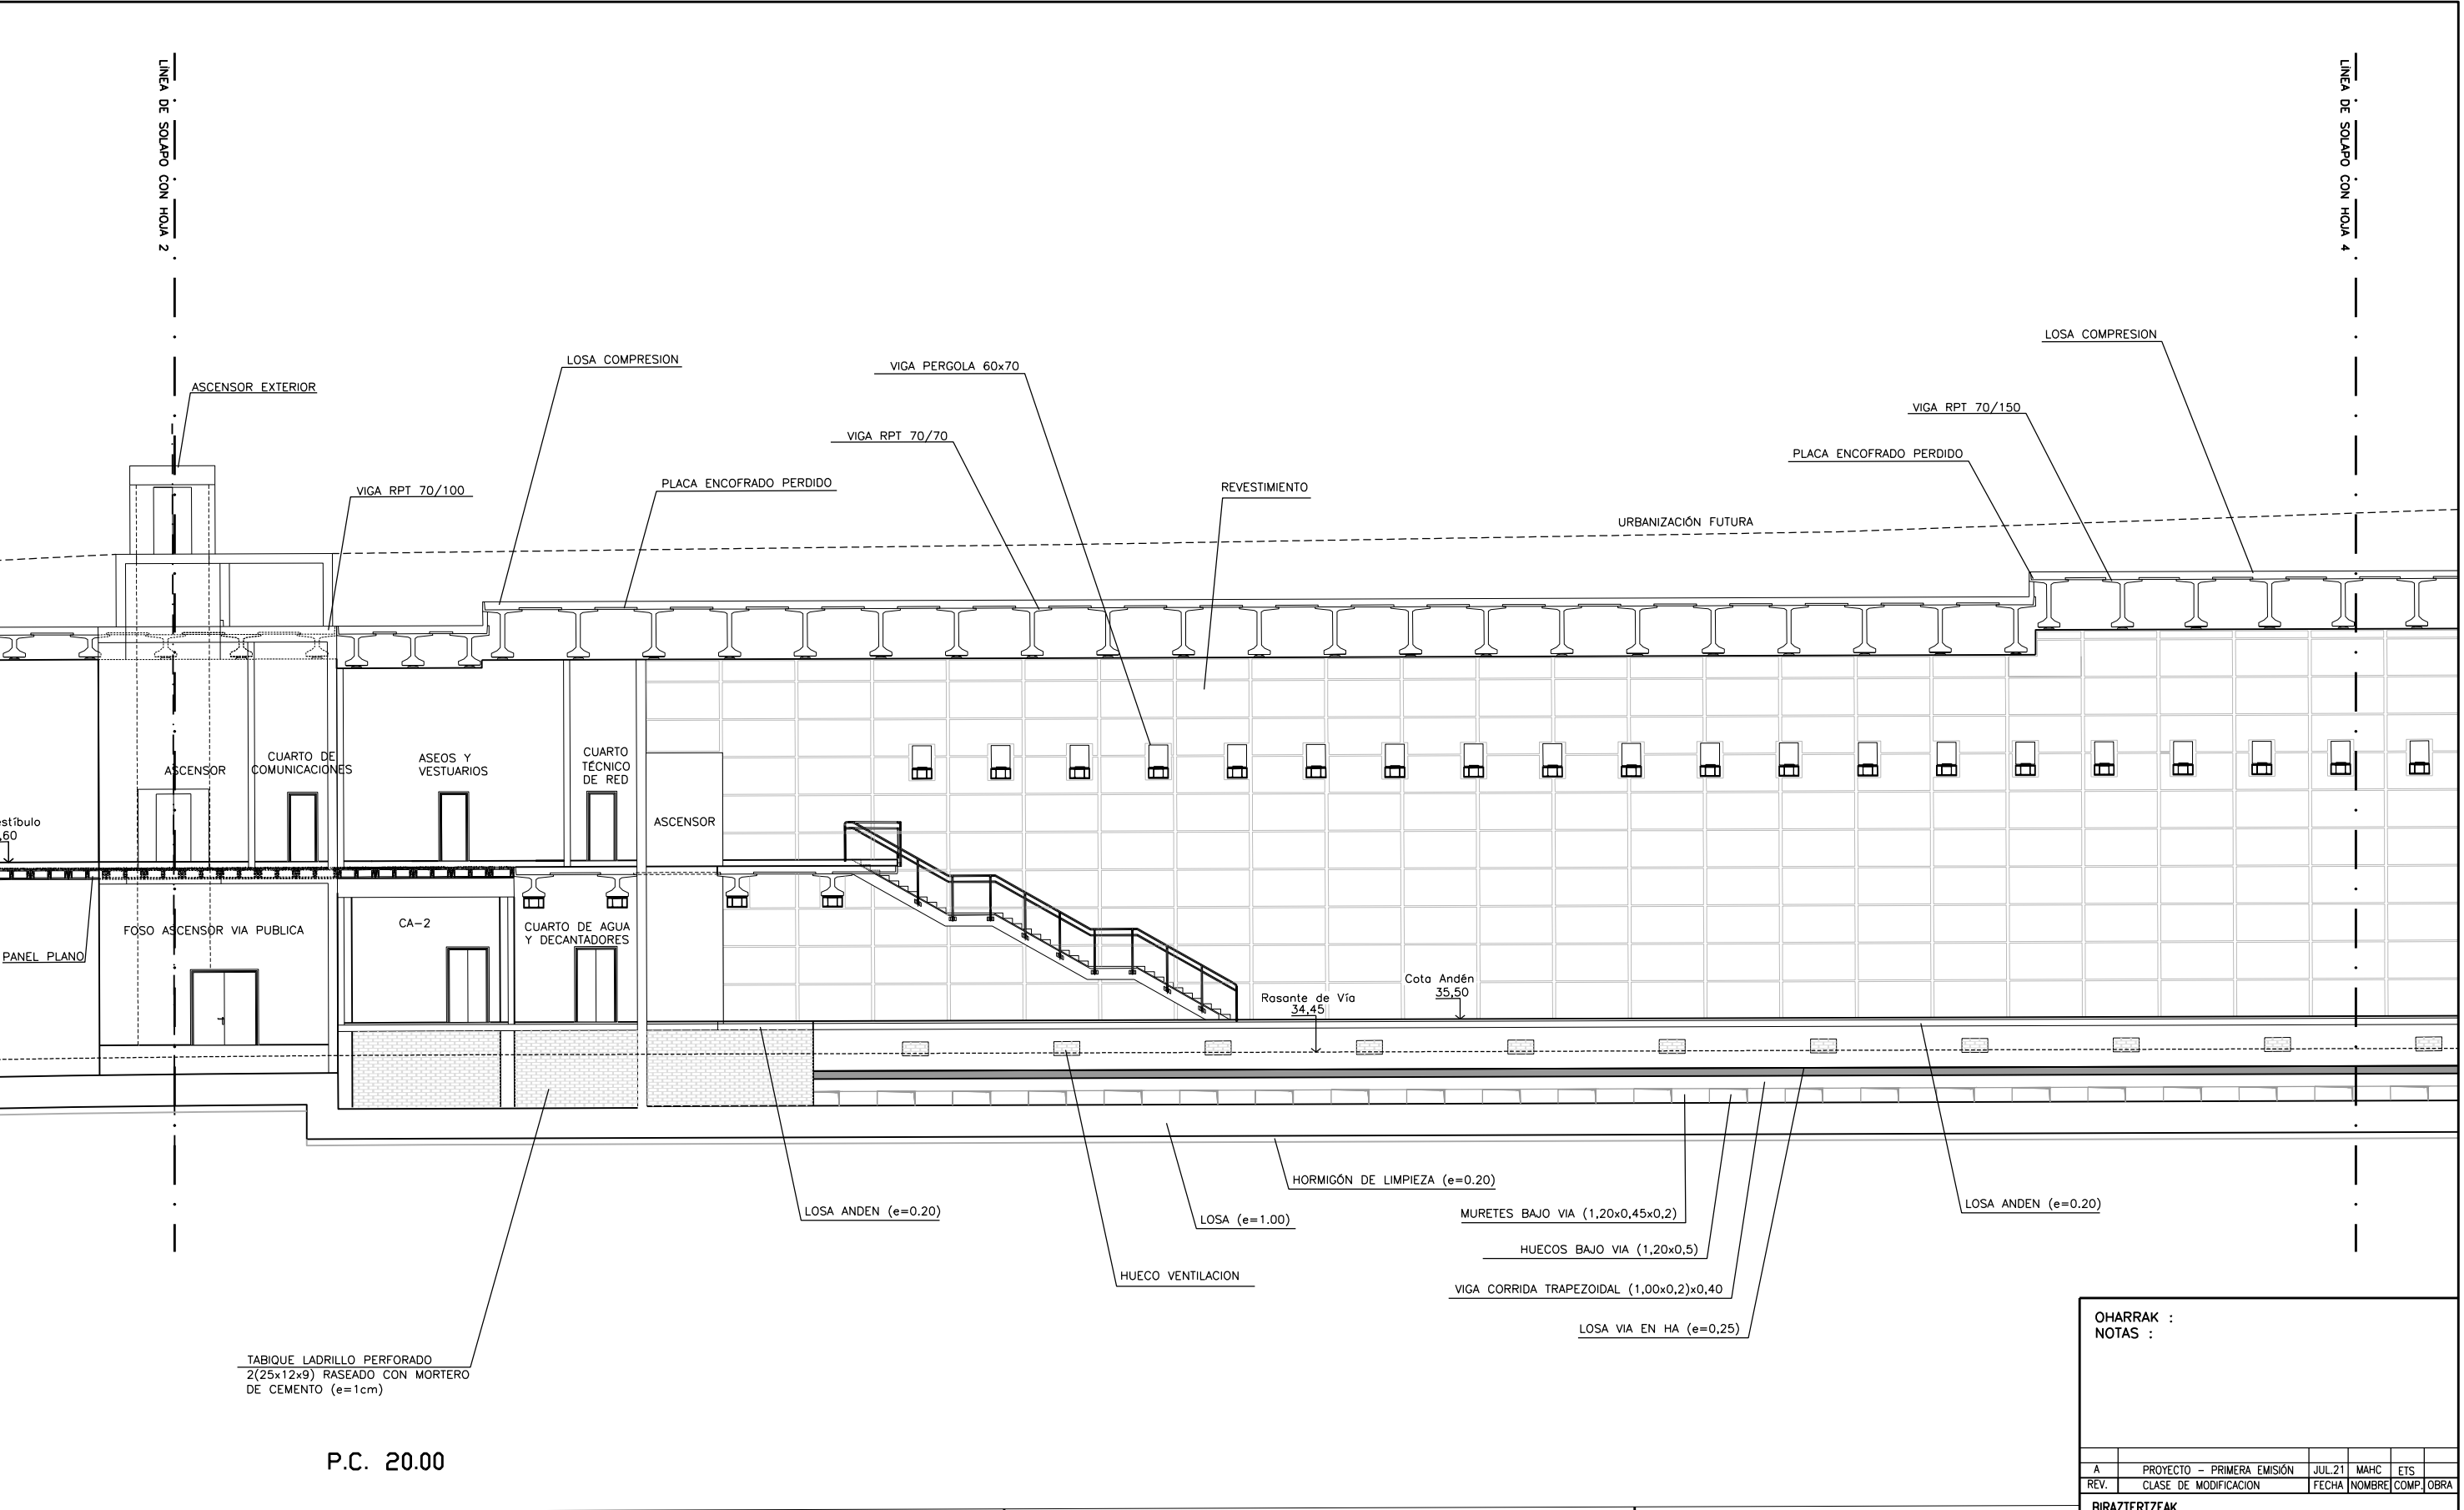 LÍNEA DE SOLAPO CON HOJA 2
LÍNEA DE SOLAPO CON HOJA 4
LOSA COMPRESION
LOSA COMPRESION
VIGA PERGOLA 60x70
ASCENSOR EXTERIOR
VIGA RPT 70/150
VIGA RPT 70/70
PLACA ENCOFRADO PERDIDO
PLACA ENCOFRADO PERDIDO
VIGA RPT 70/100
REVESTIMIENTO
URBANIZACIÓN FUTURA
ASCENSOR
CUARTO DE
COMUNICACIONES
ASEOS Y
VESTUARIOS
CUARTO
TÉCNICO
DE RED
ASCENSOR
estíbulo
,60
FOSO ASCENSOR VIA PUBLICA
CA-2
CUARTO DE AGUA
Y DECANTADORES
PANEL PLANO
Rasante de Vía
34,45
Cota Andén
35,50
HORMIGÓN DE LIMPIEZA (e=0.20)
LOSA ANDEN (e=0.20)
LOSA (e=1.00)
MURETES BAJO VIA (1,20x0,45x0,2)
LOSA ANDEN (e=0.20)
HUECOS BAJO VIA (1,20x0,5)
HUECO VENTILACION
VIGA CORRIDA TRAPEZOIDAL (1,00x0,2)x0,40
LOSA VIA EN HA (e=0,25)
TABIQUE LADRILLO PERFORADO
2(25x12x9) RASEADO CON MORTERO
DE CEMENTO (e=1cm)
P.C. 20.00
OHARRAK :
NOTAS :
A PROYECTO - PRIMERA EMISIÓN JUL.21 MAHC ETS
REV. CLASE DE MODIFICACION FECHA NOMBRE COMP. OBRA
BIRAZTERTZEAK